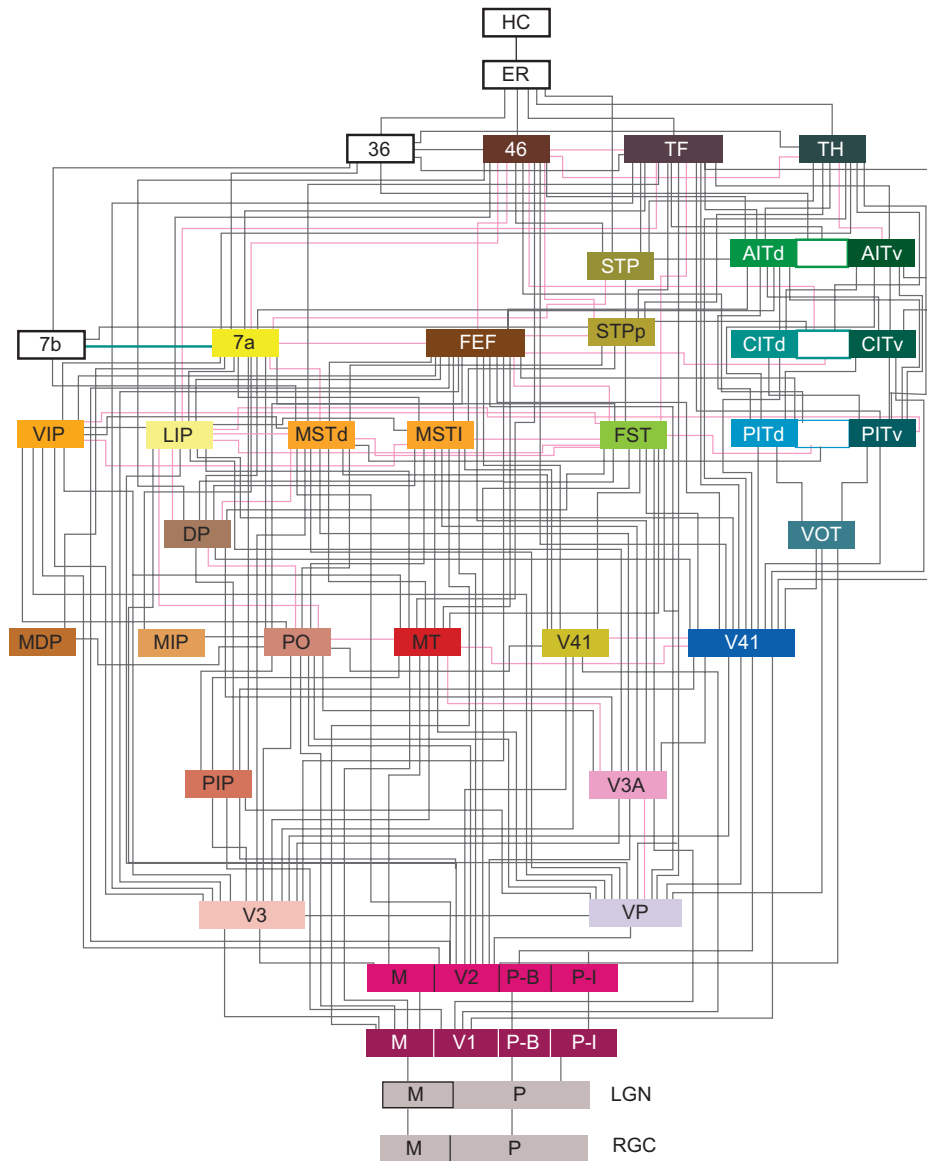 HC
ER
36 46 TF TH
AITd AITv
STP
7b 7a FEF STPp CITd CITv
VIP LIP MSTd MSTl FST PITd PITv
DP VOT
MDP MIP PO MT V41 V41
PIP V3A
V3 VP
M V2 P-B P-I
M V1 P-B P-I
M P LGN
M P RGC